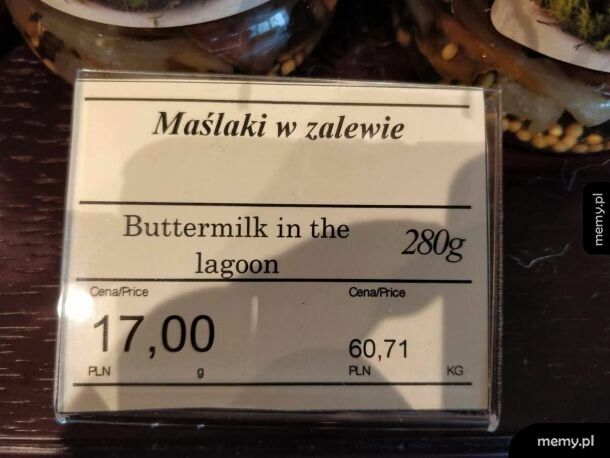 Maślaki w zalewie
Buttermilk in the
lagoon
280g
Cena/Price
Cena/Price
17,00
60,71
PLN g
PLN KG
memy.pl
memy.pl